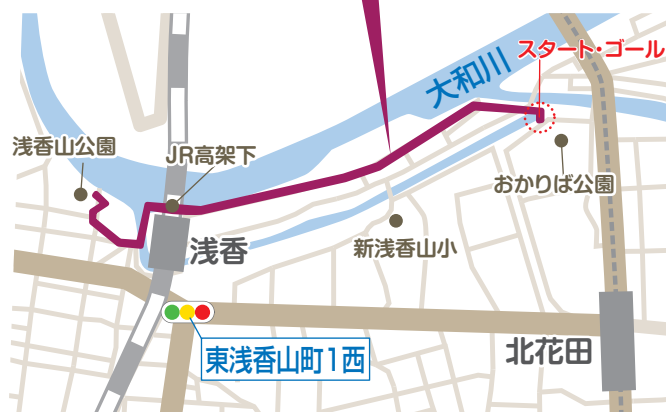 スタート・ゴール
大和川
浅香山公園
JR高架下
おかりば公園
浅香
新浅香山小
東浅香山町1西
北花田